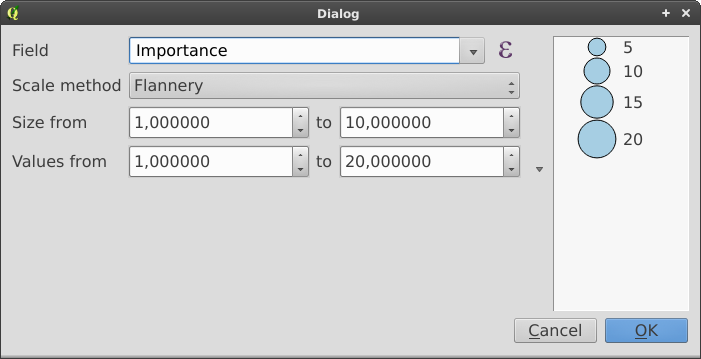 Dialog
Field Importance ε
Scale method Flannery
Size from 1,000000 to 10,000000
Values from 1,000000 to 20,000000
5
10
15
20
Cancel OK